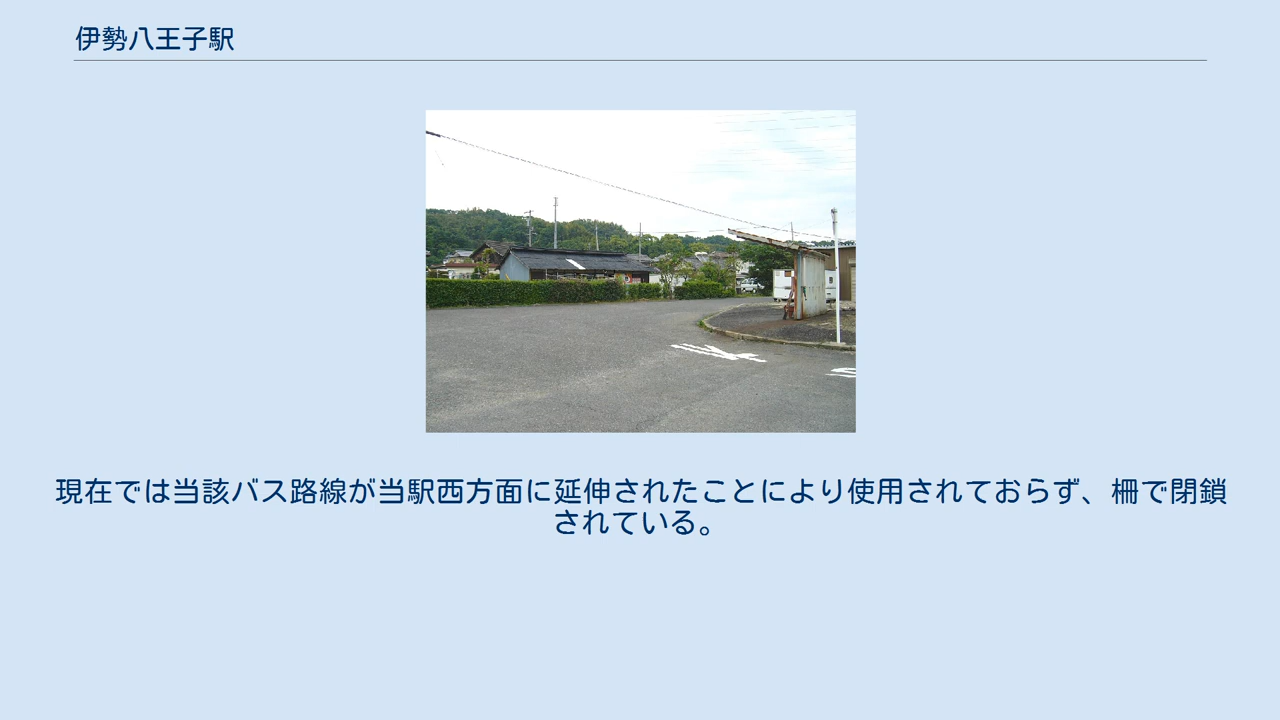 伊勢八王子駅
現在では当該バス路線が当駅西方面に延伸されたことにより使用されておらず、柵で閉鎖
されている。